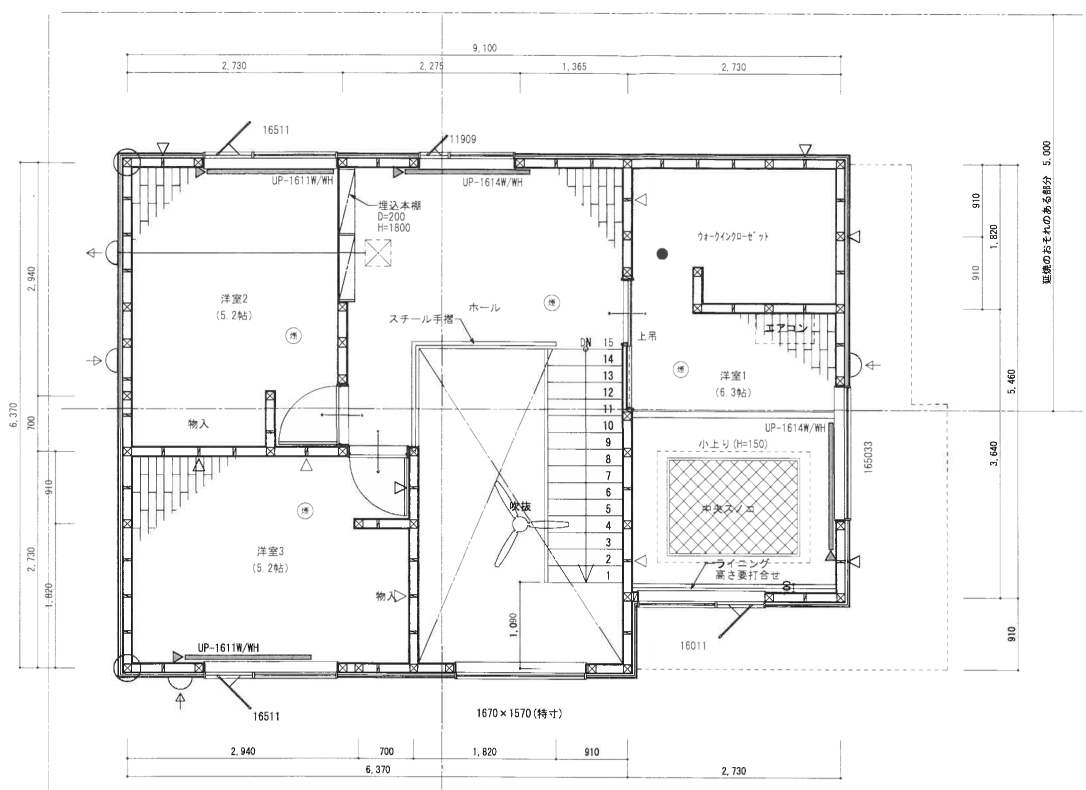 9,100
2,730
2,275
1,365
2,730
16511
11909
UP-1611W/WH
UP-1614W/WH
埋込本棚
D=200
H=1800
ウォークインクローゼット
910
1,820
910
延焼のおそれのある部分 5,000
2,940
洋室2
(5.2帖)
煙
煙
ホール
スチール手摺
エアコン
上吊
DN
15
14
13
12
11
10
9
8
7
6
5
4
3
2
1
煙
洋室1
(6.3帖)
5,460
6,370
700
物入
UP-1614W/WH
小上り(H=150)
165033
3,640
910
煙
吹抜
中央スノコ
洋室3
(5.2帖)
2,730
1,820
物入
ライニング
高さ要打合せ
1,090
910
UP-1611W/WH
16011
16511
1670×1570(特寸)
2,940
700
1,820
910
6,370
2,730